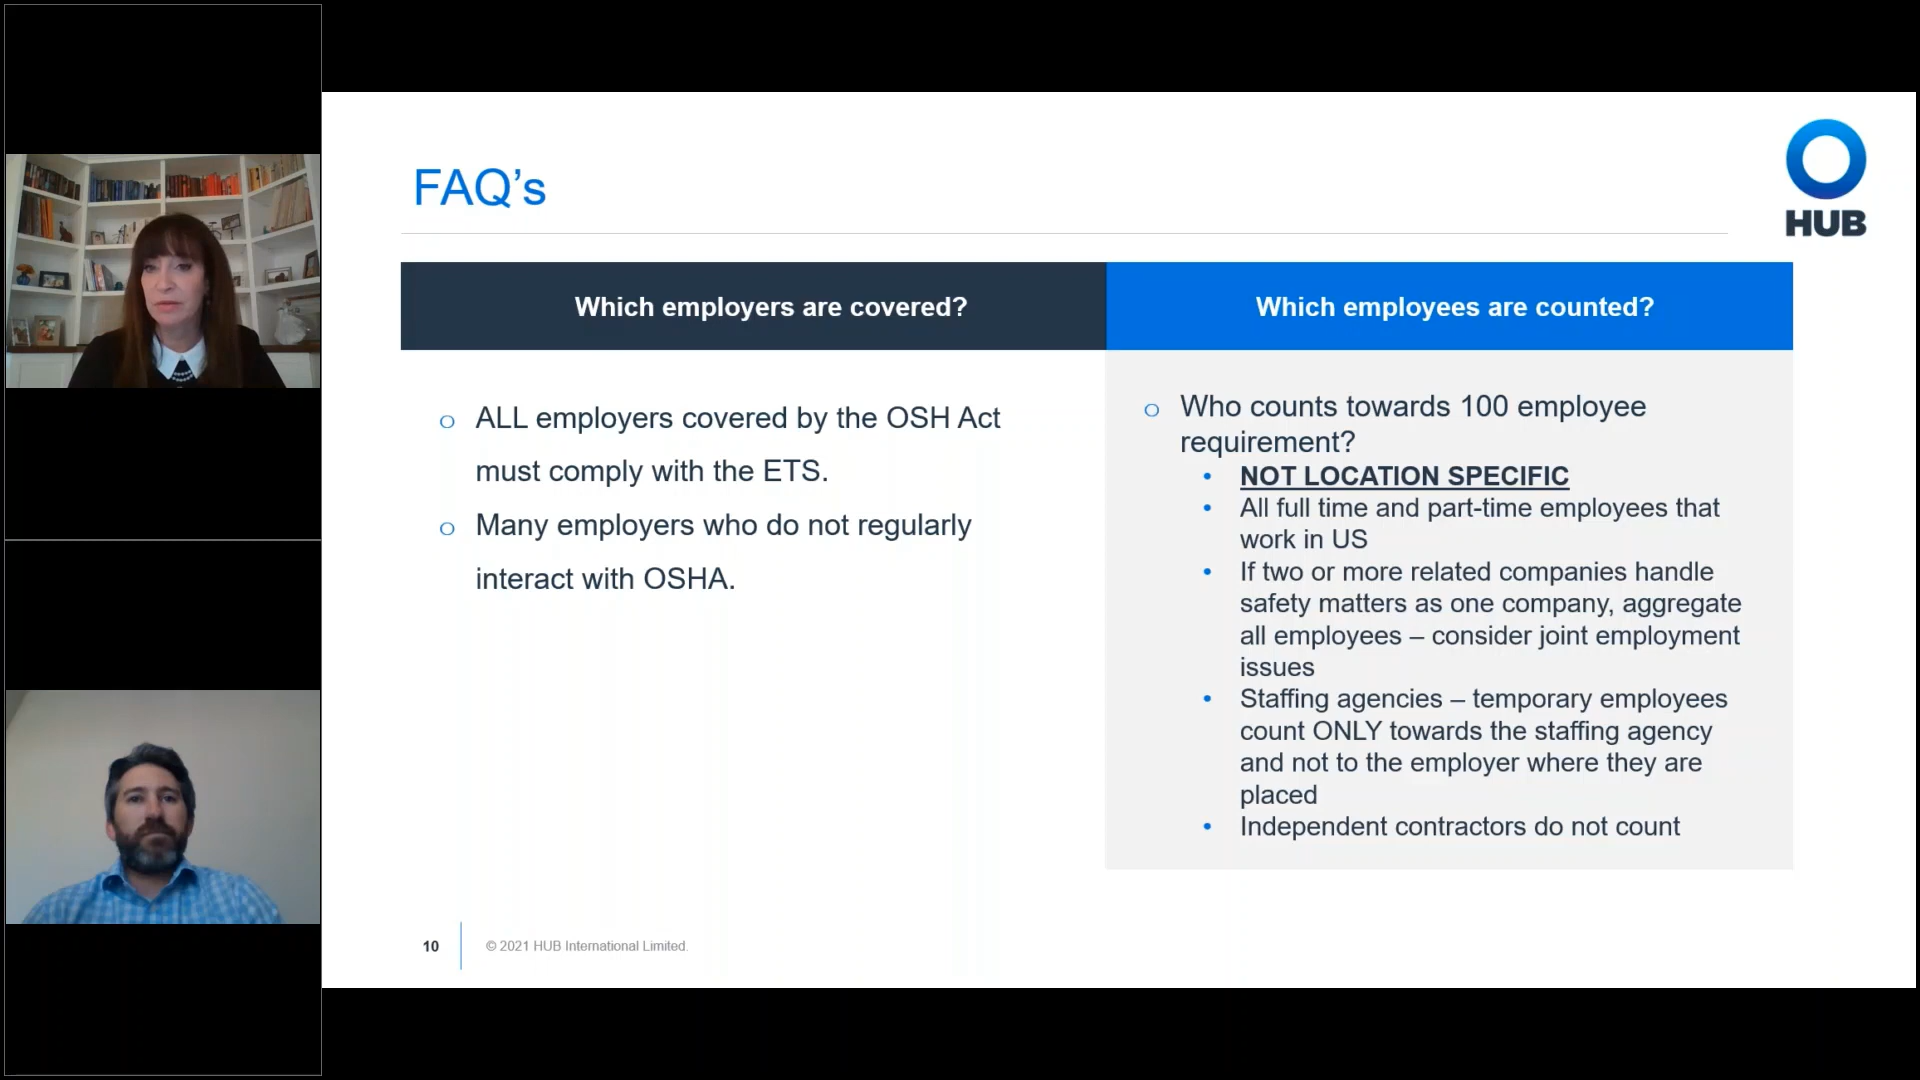 FAQ’s
HUB
Which employers are covered?
o ALL employers covered by the OSH Act
must comply with the ETS.
o Many employers who do not regularly
interact with OSHA.
Which employees are counted?
o Who counts towards 100 employee
requirement?
• NOT LOCATION SPECIFIC
• All full time and part-time employees that
work in US
• If two or more related companies handle
safety matters as one company, aggregate
all employees – consider joint employment
issues
• Staffing agencies – temporary employees
count ONLY towards the staffing agency
and not to the employer where they are
placed
• Independent contractors do not count
10
© 2021 HUB International Limited.